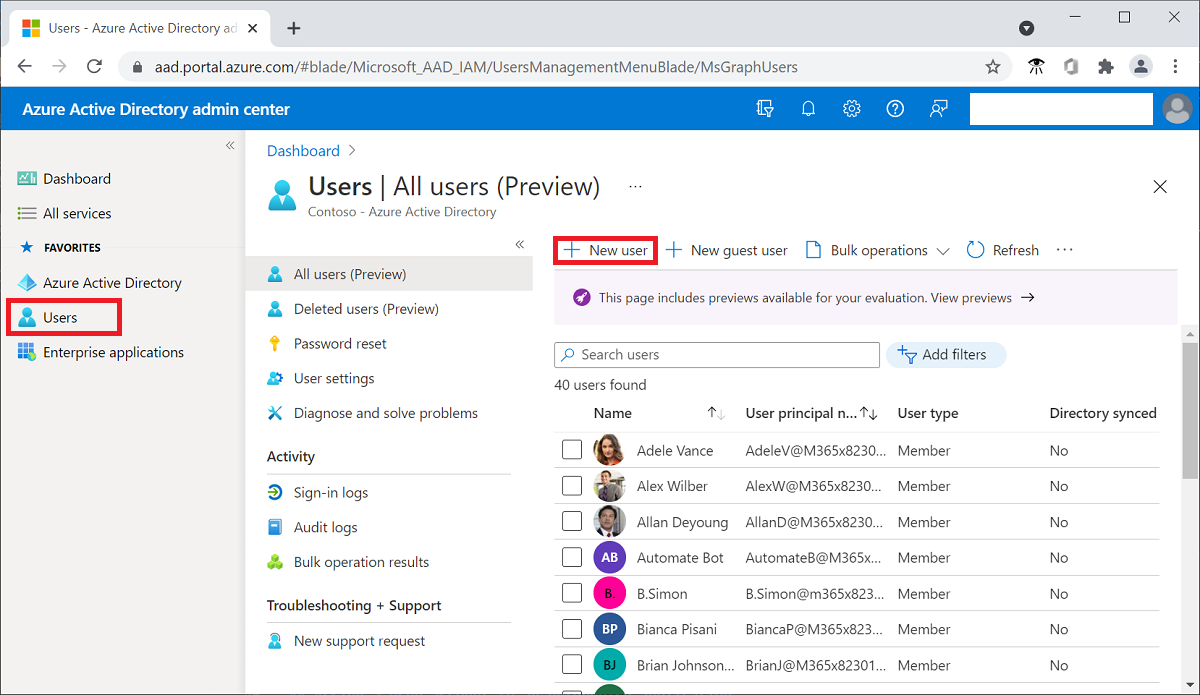 Users - Azure Active Directory ad
aad.portal.azure.com/#blade/Microsoft_AAD_IAM/UsersManagementMenuBlade/MsGraphUsers
Azure Active Directory admin center
Dashboard
All services
FAVORITES
Azure Active Directory
Users
Enterprise applications
Dashboard >
Users | All users (Preview) ...
Contoso - Azure Active Directory
All users (Preview)
Deleted users (Preview)
Password reset
User settings
Diagnose and solve problems
Activity
Sign-in logs
Audit logs
Bulk operation results
Troubleshooting + Support
New support request
New user New guest user Bulk operations Refresh ...
This page includes previews available for your evaluation. View previews →
Search users Add filters
40 users found
Name User principal n... User type Directory synced
Adele Vance AdeleV@M365x8230... Member No
Alex Wilber AlexW@M365x8230... Member No
Allan Deyoung AllanD@M365x8230... Member No
AB Automate Bot AutomateB@M365x... Member No
B. B.Simon B.Simon@m365x823... Member No
BP Bianca Pisani BiancaP@M365x823... Member No
BJ Brian Johnson... BrianJ@M365x82301... Member No